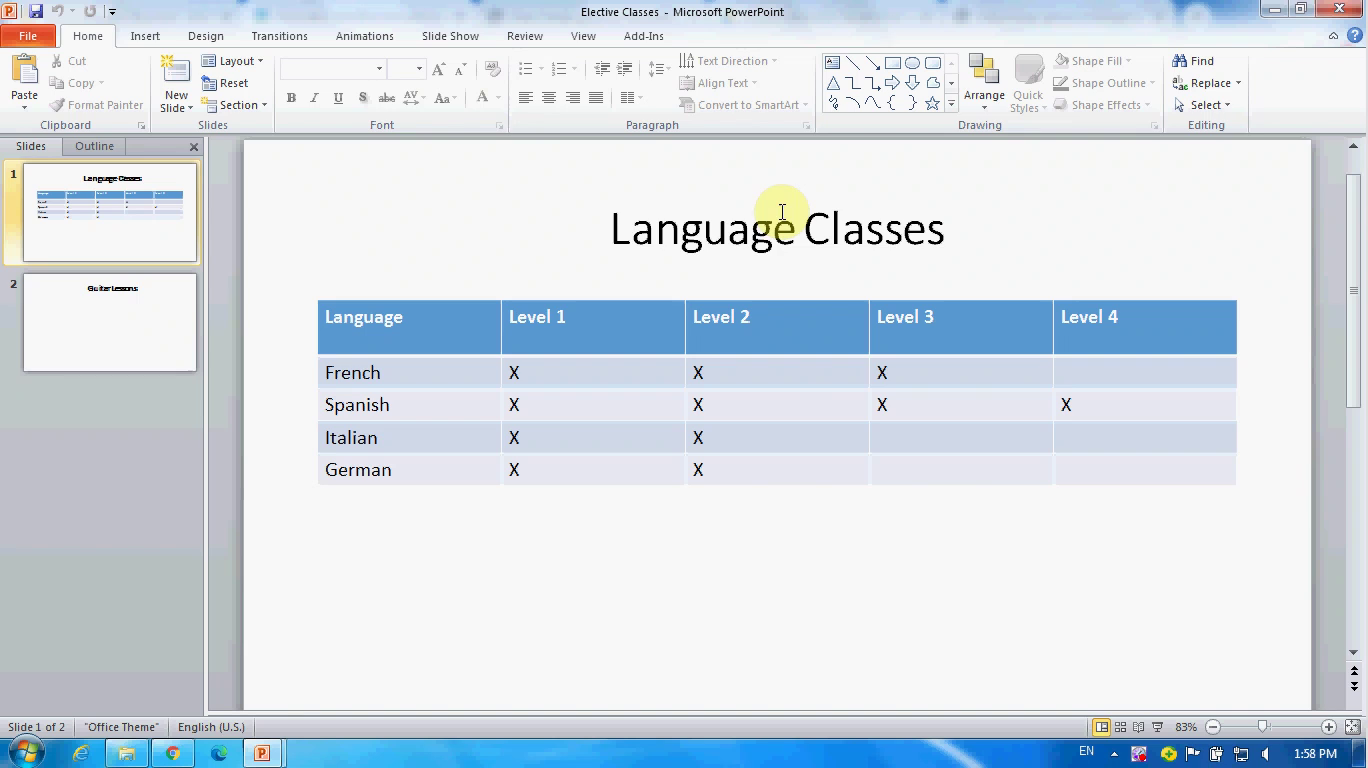 Elective Classes - Microsoft PowerPoint
File Home Insert Design Transitions Animations Slide Show Review View Add-Ins
Paste Cut Copy Format Painter Clipboard
New Slide Layout Reset Section Slides
B I U S abc AV Aa A Font
Text Direction Align Text Convert to SmartArt Paragraph
Arrange Quick Styles Shape Fill Shape Outline Shape Effects Drawing
Find Replace Select Editing
Slides Outline
1
Language Classes
2
Guitar Lessons
Language Classes
Language Level 1 Level 2 Level 3 Level 4
French X X X
Spanish X X X X
Italian X X
German X X
Slide 1 of 2 "Office Theme" English (U.S.) 83%
EN 1:58 PM